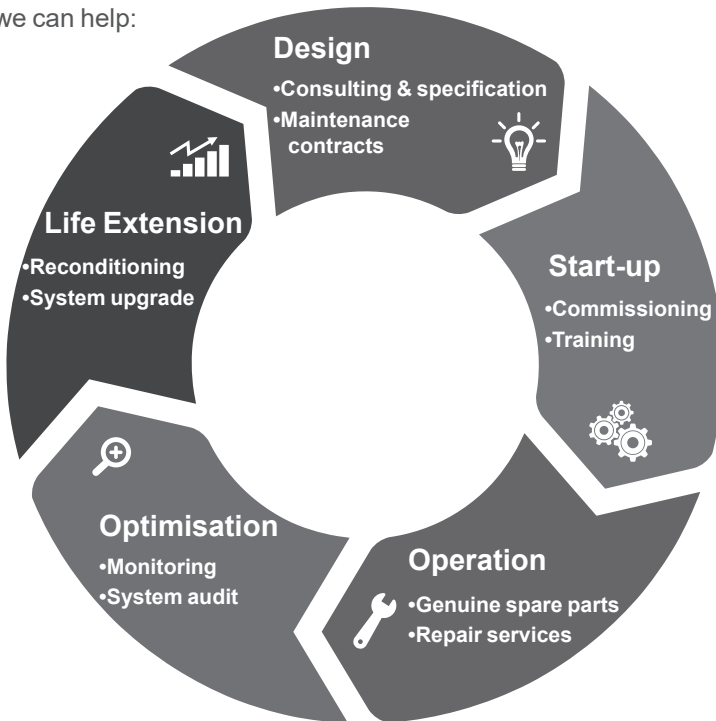 we can help:
Design
•Consulting & specification
•Maintenance
contracts
Start-up
•Commissioning
•Training
Operation
•Genuine spare parts
•Repair services
Optimisation
•Monitoring
•System audit
Life Extension
•Reconditioning
•System upgrade